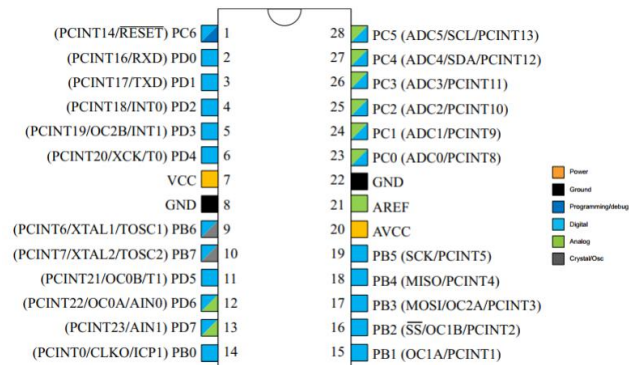 (PCINT14/RESET) PC6 1
(PCINT16/RXD) PD0 2
(PCINT17/TXD) PD1 3
(PCINT18/INT0) PD2 4
(PCINT19/OC2B/INT1) PD3 5
(PCINT20/XCK/T0) PD4 6
VCC 7
GND 8
(PCINT6/XTAL1/TOSC1) PB6 9
(PCINT7/XTAL2/TOSC2) PB7 10
(PCINT21/OC0B/T1) PD5 11
(PCINT22/OC0A/AIN0) PD6 12
(PCINT23/AIN1) PD7 13
(PCINT0/CLKO/ICP1) PB0 14
28 PC5 (ADC5/SCL/PCINT13)
27 PC4 (ADC4/SDA/PCINT12)
26 PC3 (ADC3/PCINT11)
25 PC2 (ADC2/PCINT10)
24 PC1 (ADC1/PCINT9)
23 PC0 (ADC0/PCINT8)
22 GND
21 AREF
20 AVCC
19 PB5 (SCK/PCINT5)
18 PB4 (MISO/PCINT4)
17 PB3 (MOSI/OC2A/PCINT3)
16 PB2 (SS/OC1B/PCINT2)
15 PB1 (OC1A/PCINT1)
Power
Ground
Programming/debug
Digital
Analog
Crystal/Osc